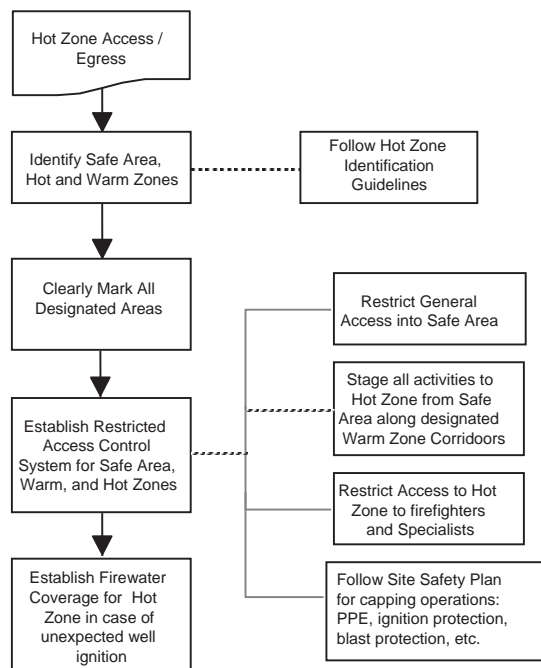 Hot Zone Access /
Egress
Identify Safe Area,
Hot and Warm Zones
Follow Hot Zone
Identification
Guidelines
Clearly Mark All
Designated Areas
Restrict General
Access into Safe Area
Stage all activities to
Hot Zone from Safe
Area along designated
Warm Zone Corridoors
Establish Restricted
Access Control
System for Safe Area,
Warm, and Hot Zones
Restrict Access to Hot
Zone to firefighters
and Specialists
Establish Firewater
Coverage for Hot
Zone in case of
unexpected well
ignition
Follow Site Safety Plan
for capping operations:
PPE, ignition protection,
blast protection, etc.